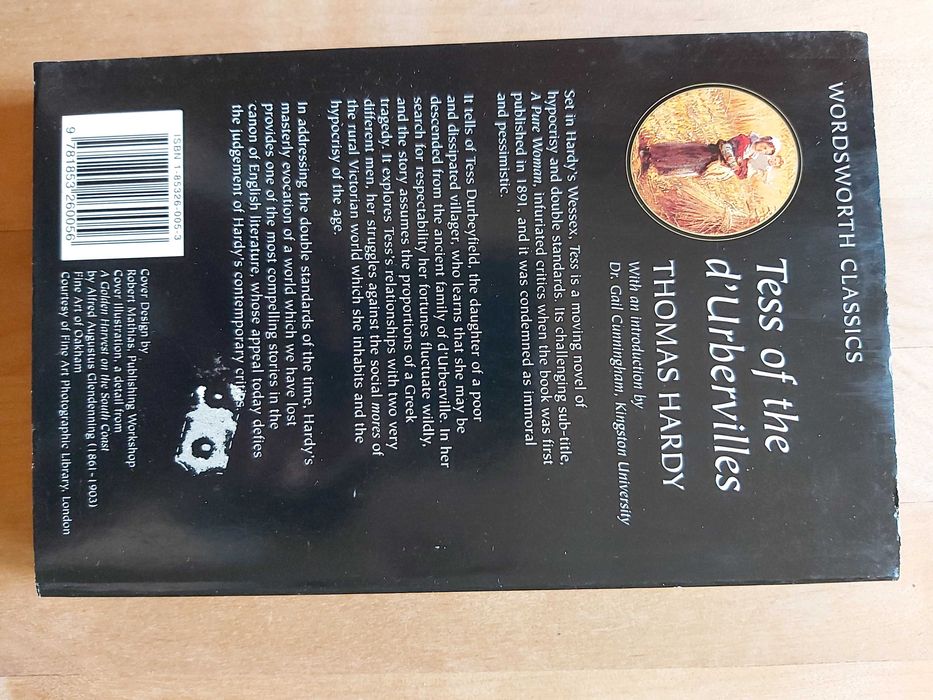 WORDSWORTH CLASSICS
Tess of the
d'Urbervilles
THOMAS HARDY
With an introduction by
Dr. Gail Cunningham, Kingston University
Set in Hardy's Wessex, Tess is a moving novel of
hypocrisy and double standards. Its challenging sub-title,
A Pure Woman, infuriated critics when the book was first
published in 1891, and it was condemned as immoral
and pessimistic.
It tells of Tess Durbeyfield, the daughter of a poor
and dissipated villager, who learns that she may be
descended from the ancient family of d'Urberville. In her
search for respectability her fortunes fluctuate wildly,
and the story assumes the proportions of a Greek
tragedy. It explores Tess's relationships with two very
different men, her struggles against the social mores of
the rural Victorian world which she inhabits and the
hypocrisy of the age.
In addressing the double standards of the time, Hardy's
masterly evocation of a world which we have lost
provides one of the most compelling stories in the
canon of English literature, whose appeal today defies
the judgement of Hardy's contemporary critics.
ISBN 1-85326-005-3
9 781853 260056
Cover Design by
Robert Mathias, Publishing Workshop
Cover illustration, a detail from
A Golden Harvest on the South Coast
by Alfred Augustus Glendenning (1861-1903)
Fine Art of Oakham
Courtesy of Fine Art Photographic Library, London